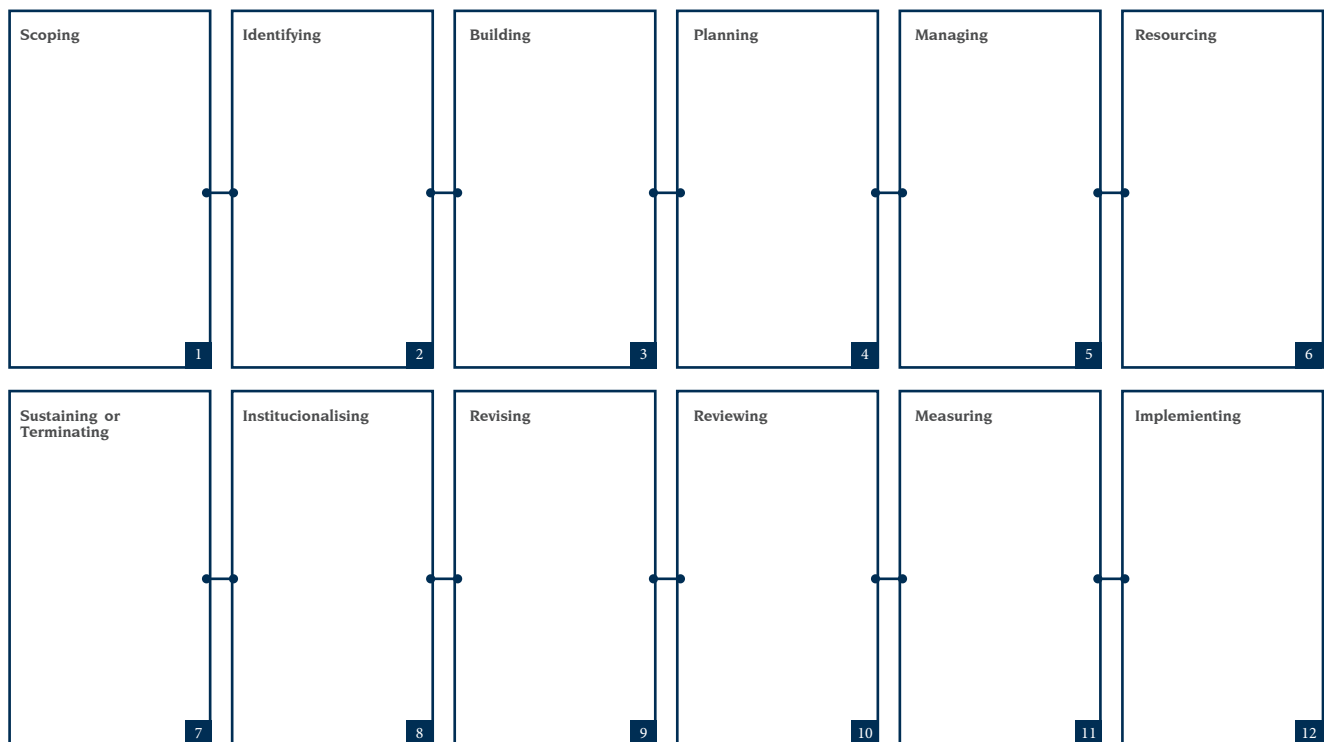 Scoping
1
Identifying
2
Building
3
Planning
4
Managing
5
Resourcing
6
Sustaining or
Terminating
7
Institucionalising
8
Revising
9
Reviewing
10
Measuring
11
Implemienting
12